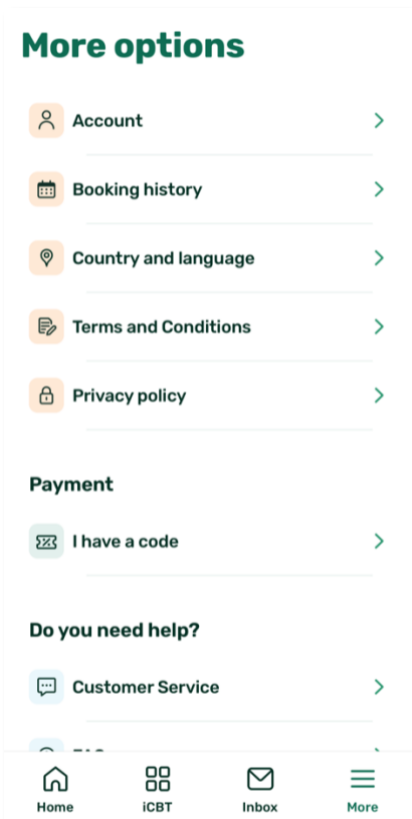 More options
Account
Booking history
Country and language
Terms and Conditions
Privacy policy
Payment
I have a code
Do you need help?
Customer Service
Home
iCBT
Inbox
More